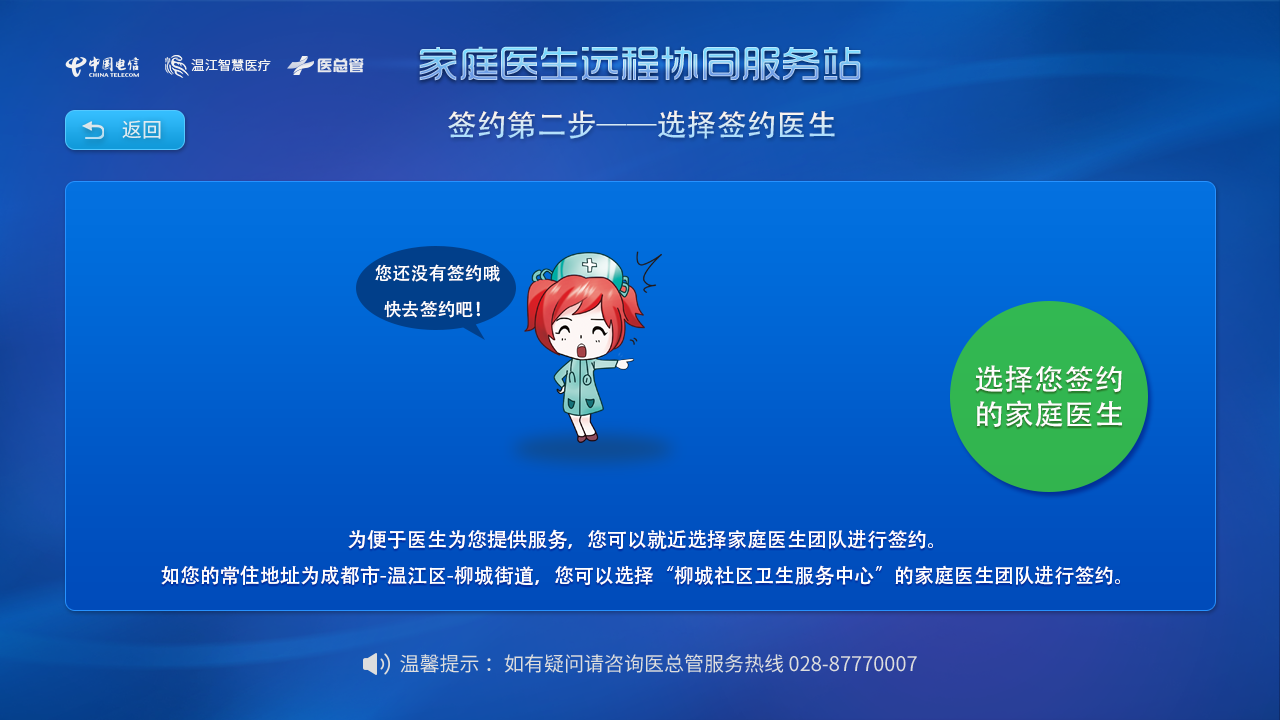 中国电信
CHINA TELECOM
温江智慧医疗
医总管
家庭医生远程协同服务站
返回
签约第二步——选择签约医生
您还没有签约哦
快去签约吧！
选择您签约
的家庭医生
为便于医生为您提供服务，您可以就近选择家庭医生团队进行签约。
如您的常住地址为成都市-温江区-柳城街道，您可以选择“柳城社区卫生服务中心”的家庭医生团队进行签约。
温馨提示：如有疑问请咨询医总管服务热线 028-87770007